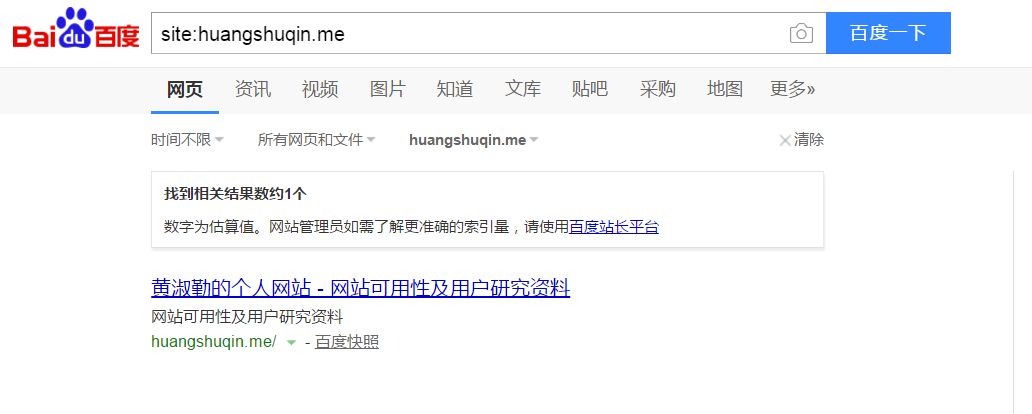 Bai du 百度 site:huangshuqin.me 百度一下
网页 资讯 视频 图片 知道 文库 贴吧 采购 地图 更多»
时间不限 所有网页和文件 huangshuqin.me 清除
找到相关结果数约1个
数字为估算值。网站管理员如需了解更准确的索引量，请使用百度站长平台
黄淑勤的个人网站 - 网站可用性及用户研究资料
网站可用性及用户研究资料
huangshuqin.me/ - 百度快照